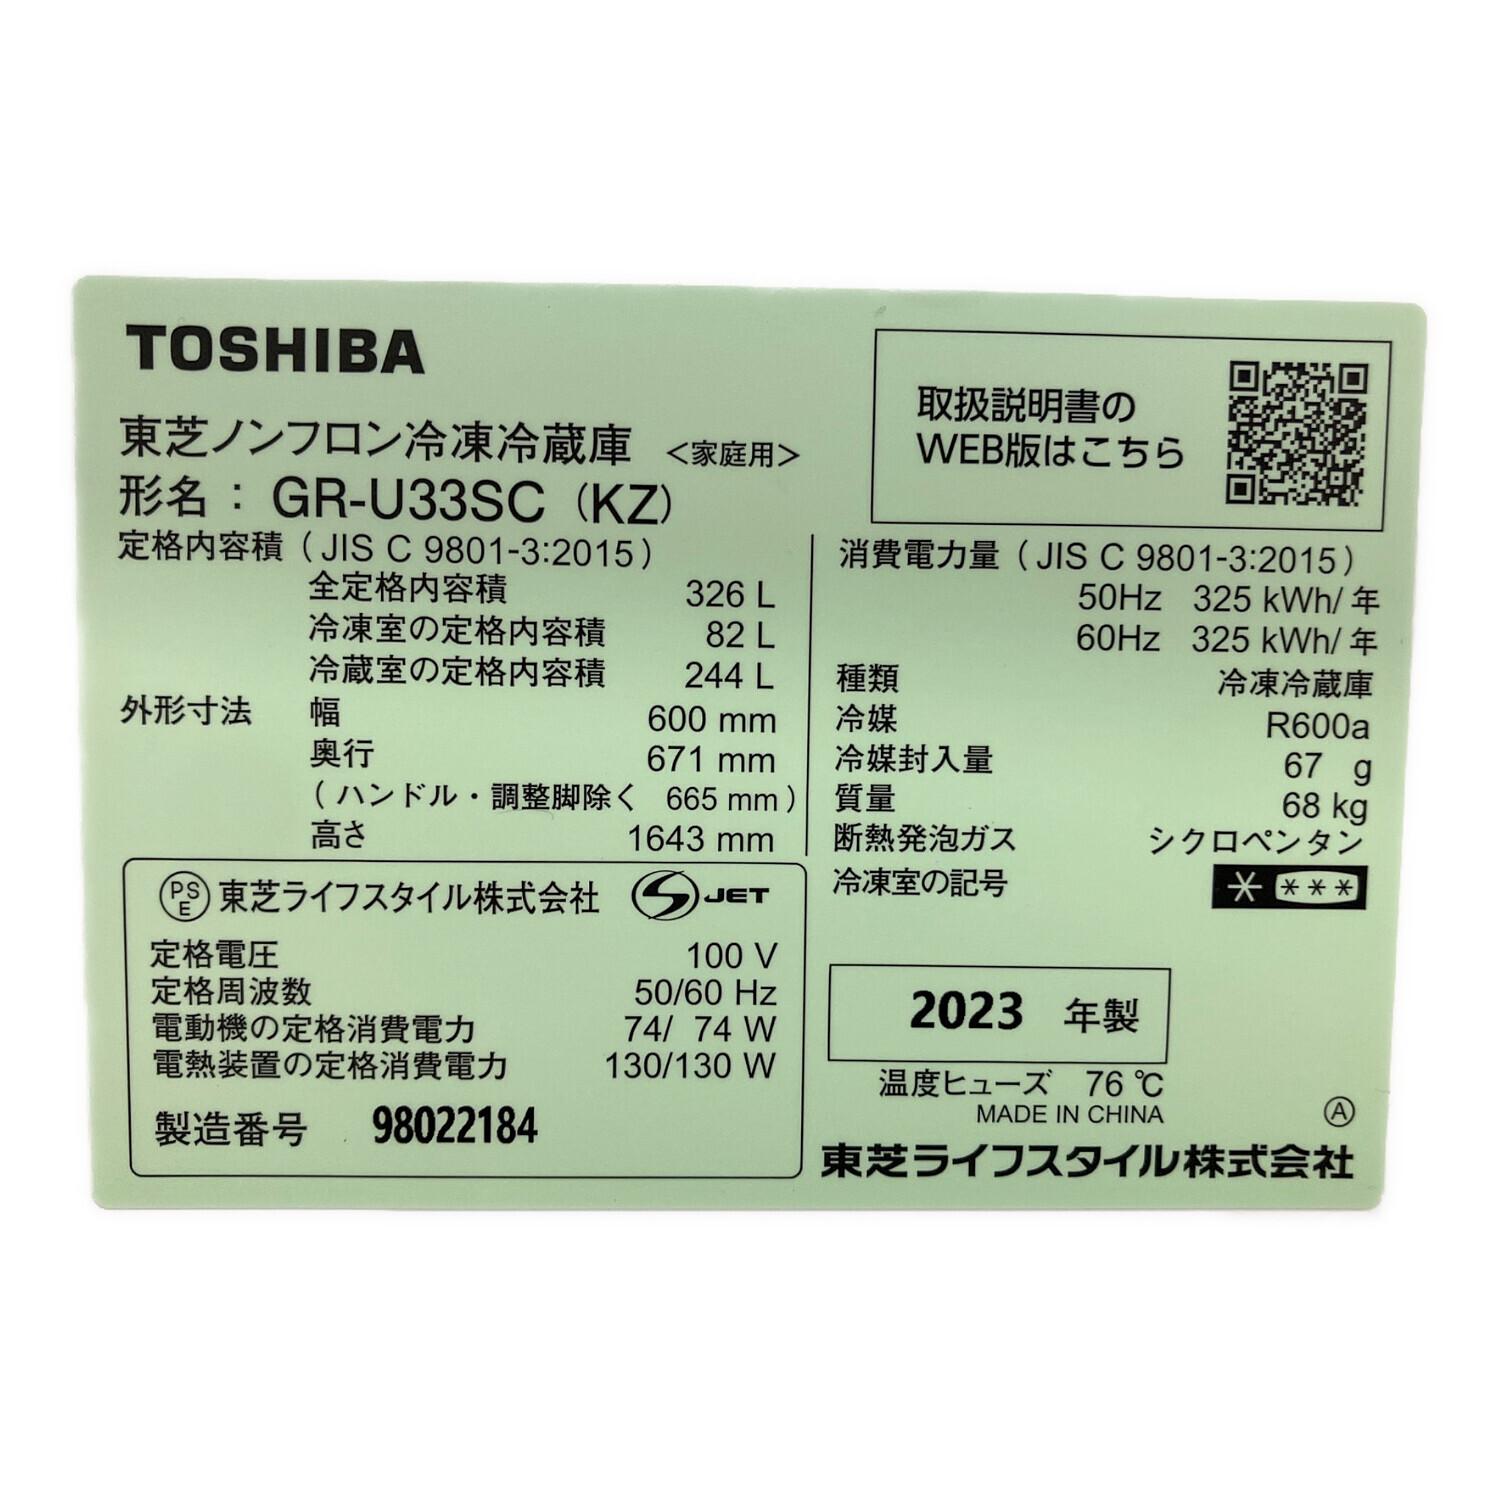 TOSHIBA
東芝ノンフロン冷凍冷蔵庫 <家庭用>
形名：GR-U33SC (KZ)
取扱説明書の
WEB版はこちら
定格内容積 (JIS C 9801-3:2015)
全定格内容積 326 L
冷凍室の定格内容積 82 L
冷蔵室の定格内容積 244 L
外形寸法 幅 600 mm
奥行 671 mm
(ハンドル・調整脚除く 665 mm)
高さ 1643 mm
消費電力量 (JIS C 9801-3:2015)
50Hz 325 kWh/年
60Hz 325 kWh/年
種類 冷凍冷蔵庫
冷媒 R600a
冷媒封入量 67 g
質量 68 kg
断熱発泡ガス シクロペンタン
冷凍室の記号 * ***
PSE 東芝ライフスタイル株式会社 S JET
定格電圧 100 V
定格周波数 50/60 Hz
電動機の定格消費電力 74/ 74 W
電熱装置の定格消費電力 130/130 W
製造番号 98022184
2023 年製
温度ヒューズ 76℃
MADE IN CHINA
Ⓐ
東芝ライフスタイル株式会社